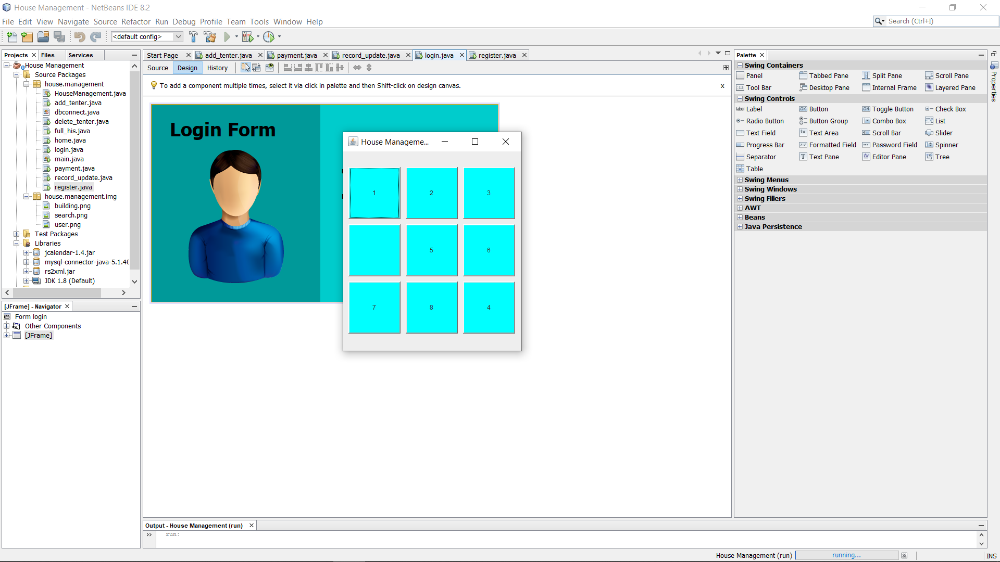 House Management - NetBeans IDE 8.2
File Edit View Navigate Source Refactor Run Debug Profile Team Tools Window Help
Search (Ctrl+I)
<default config>
Projects Files Services
House Management
Source Packages
house.management
HouseManagement.java
add_tenter.java
dbconnect.java
delete_tenter.java
full_his.java
home.java
login.java
main.java
payment.java
record_update.java
register.java
house.management.img
building.png
search.png
user.png
Test Packages
Libraries
jcalendar-1.4.jar
mysql-connector-java-5.1.40
rs2xml.jar
JDK 1.8 (Default)
[JFrame] - Navigator
Form login
Other Components
[JFrame]
Start Page add_tenter.java payment.java record_update.java login.java register.java
Source Design History
To add a component multiple times, select it via click in palette and then Shift-click on design canvas.
x
Login Form
House Manageme...
1 2 3
5 6
7 8 4
Palette
Swing Containers
Panel Tabbed Pane Split Pane Scroll Pane
Tool Bar Desktop Pane Internal Frame Layered Pane
Swing Controls
label Label OK Button ON Toggle Button Check Box
Radio Button Button Group Combo Box List
Text Field Text Area Scroll Bar Slider
Progress Bar Formatted Field Password Field Spinner
Separator T Text Pane Editor Pane Tree
Table
Swing Menus
Swing Windows
Swing Fillers
AWT
Beans
Java Persistence
Properties
Output - House Management (run)
>> run:
House Management (run) running...
INS